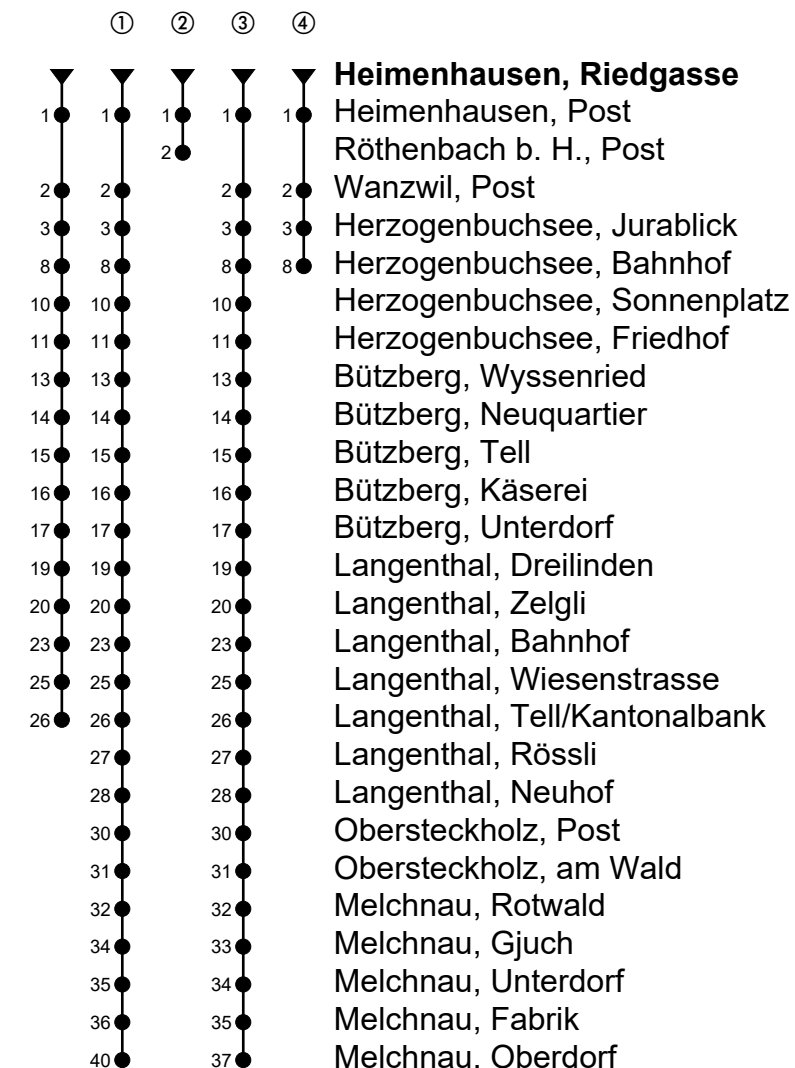 ① ② ③ ④
Heimenhausen, Riedgasse
1 1 1 1 1 Heimenhausen, Post
2 Röthenbach b. H., Post
2 2 2 2 Wanzwil, Post
3 3 3 3 Herzogenbuchsee, Jurablick
8 8 8 8 Herzogenbuchsee, Bahnhof
10 10 10 Herzogenbuchsee, Sonnenplatz
11 11 11 Herzogenbuchsee, Friedhof
13 13 13 Bützberg, Wyssenried
14 14 14 Bützberg, Neuquartier
15 15 15 Bützberg, Tell
16 16 16 Bützberg, Käserei
17 17 17 Bützberg, Unterdorf
19 19 19 Langenthal, Dreilinden
20 20 20 Langenthal, Zelgli
23 23 23 Langenthal, Bahnhof
25 25 25 Langenthal, Wiesenstrasse
26 26 26 Langenthal, Tell/Kantonalbank
27 27 Langenthal, Rössli
28 28 Langenthal, Neuhof
30 30 Obersteckholz, Post
31 31 Obersteckholz, am Wald
32 32 Melchnau, Rotwald
34 33 Melchnau, Gjuch
35 34 Melchnau, Unterdorf
36 35 Melchnau, Fabrik
40 37 Melchnau, Oberdorf